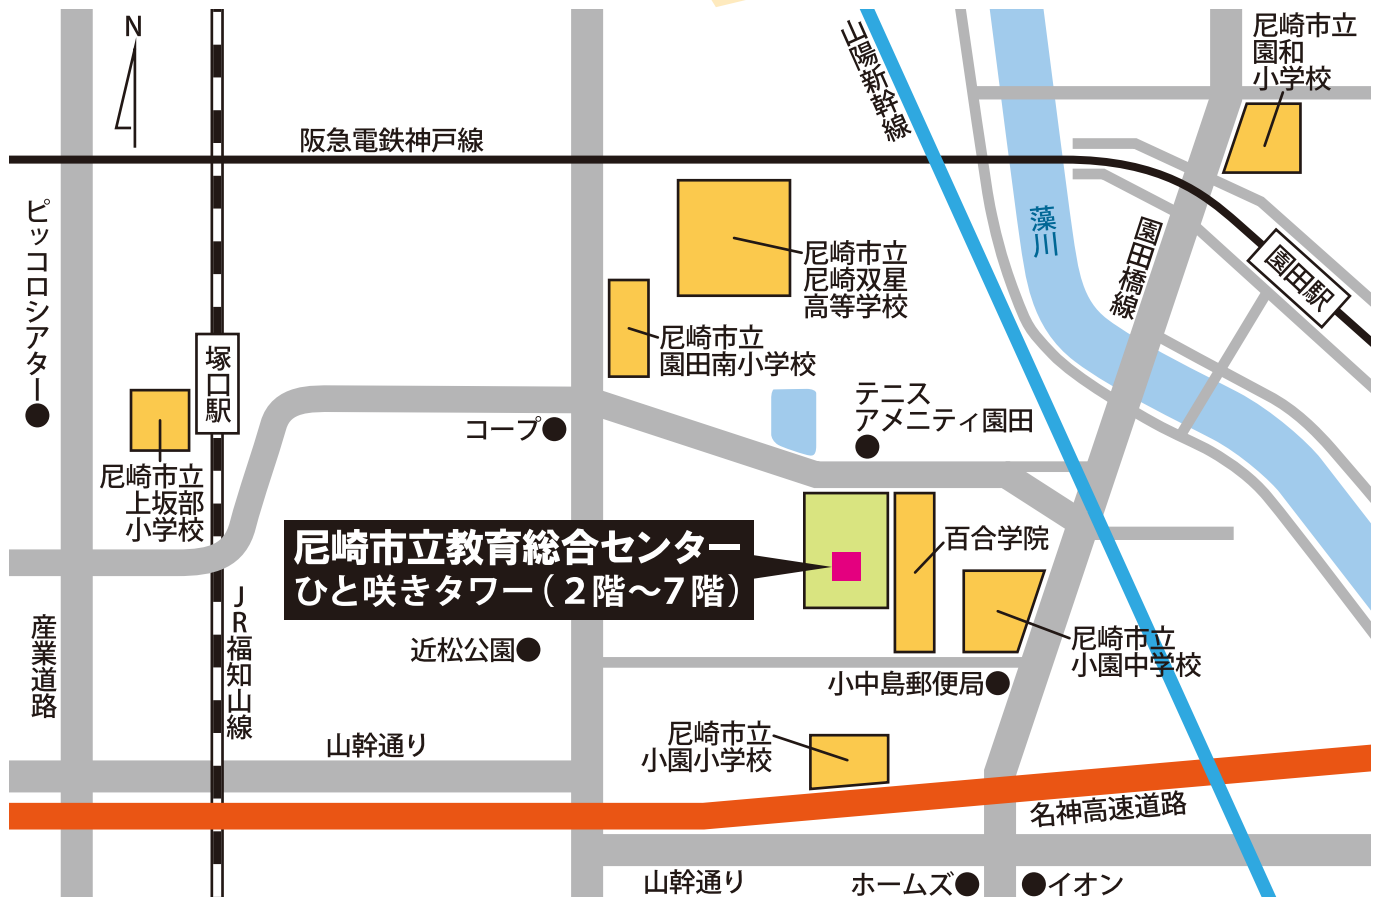 N
山陽新幹線
尼崎市立
園和
小学校
阪急電鉄神戸線
ピッコロシアター
藻川
園田橋線
園田駅
尼崎市立
尼崎双星
高等学校
尼崎市立
園田南小学校
塚口駅
テニス
アメニティ園田
コープ
尼崎市立
上坂部
小学校
尼崎市立教育総合センター
ひと咲きタワー(2階~7階)
百合学院
産業道路
JR福知山線
近松公園
尼崎市立
小園中学校
小中島郵便局
山幹通り
尼崎市立
小園小学校
名神高速道路
山幹通り
ホームズ
イオン